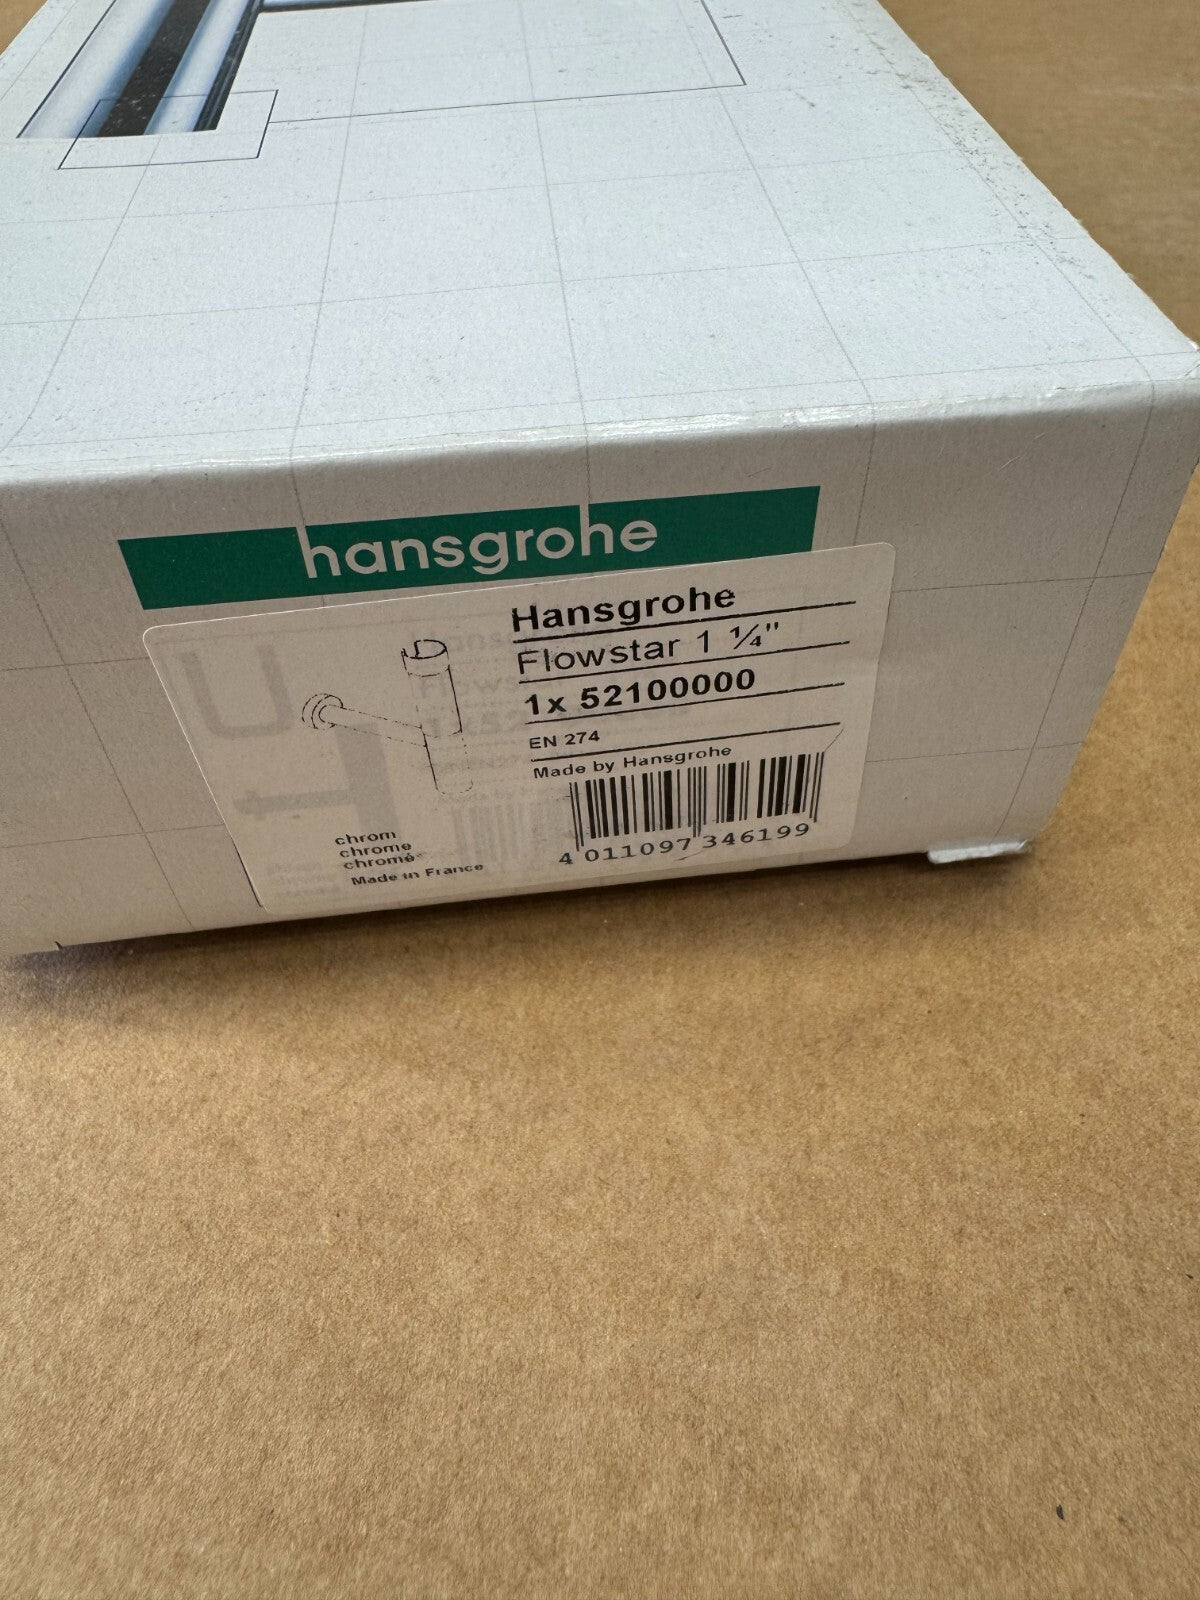 hansgrohe
Hansgrohe
Flowstar 1 ¼"
1x 52100000
EN 274
Made by Hansgrohe
4 011097 346199
chrom
chrome
chromé
Made in France